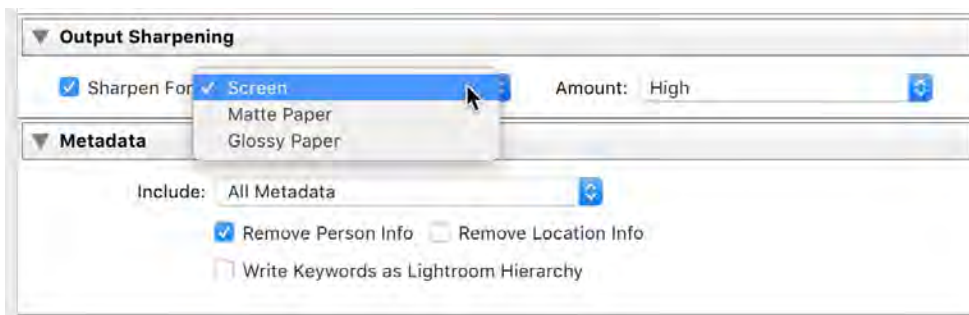 Output Sharpening
Sharpen For Screen Amount: High
Matte Paper
Glossy Paper
Metadata
Include: All Metadata
Remove Person Info Remove Location Info
Write Keywords as Lightroom Hierarchy